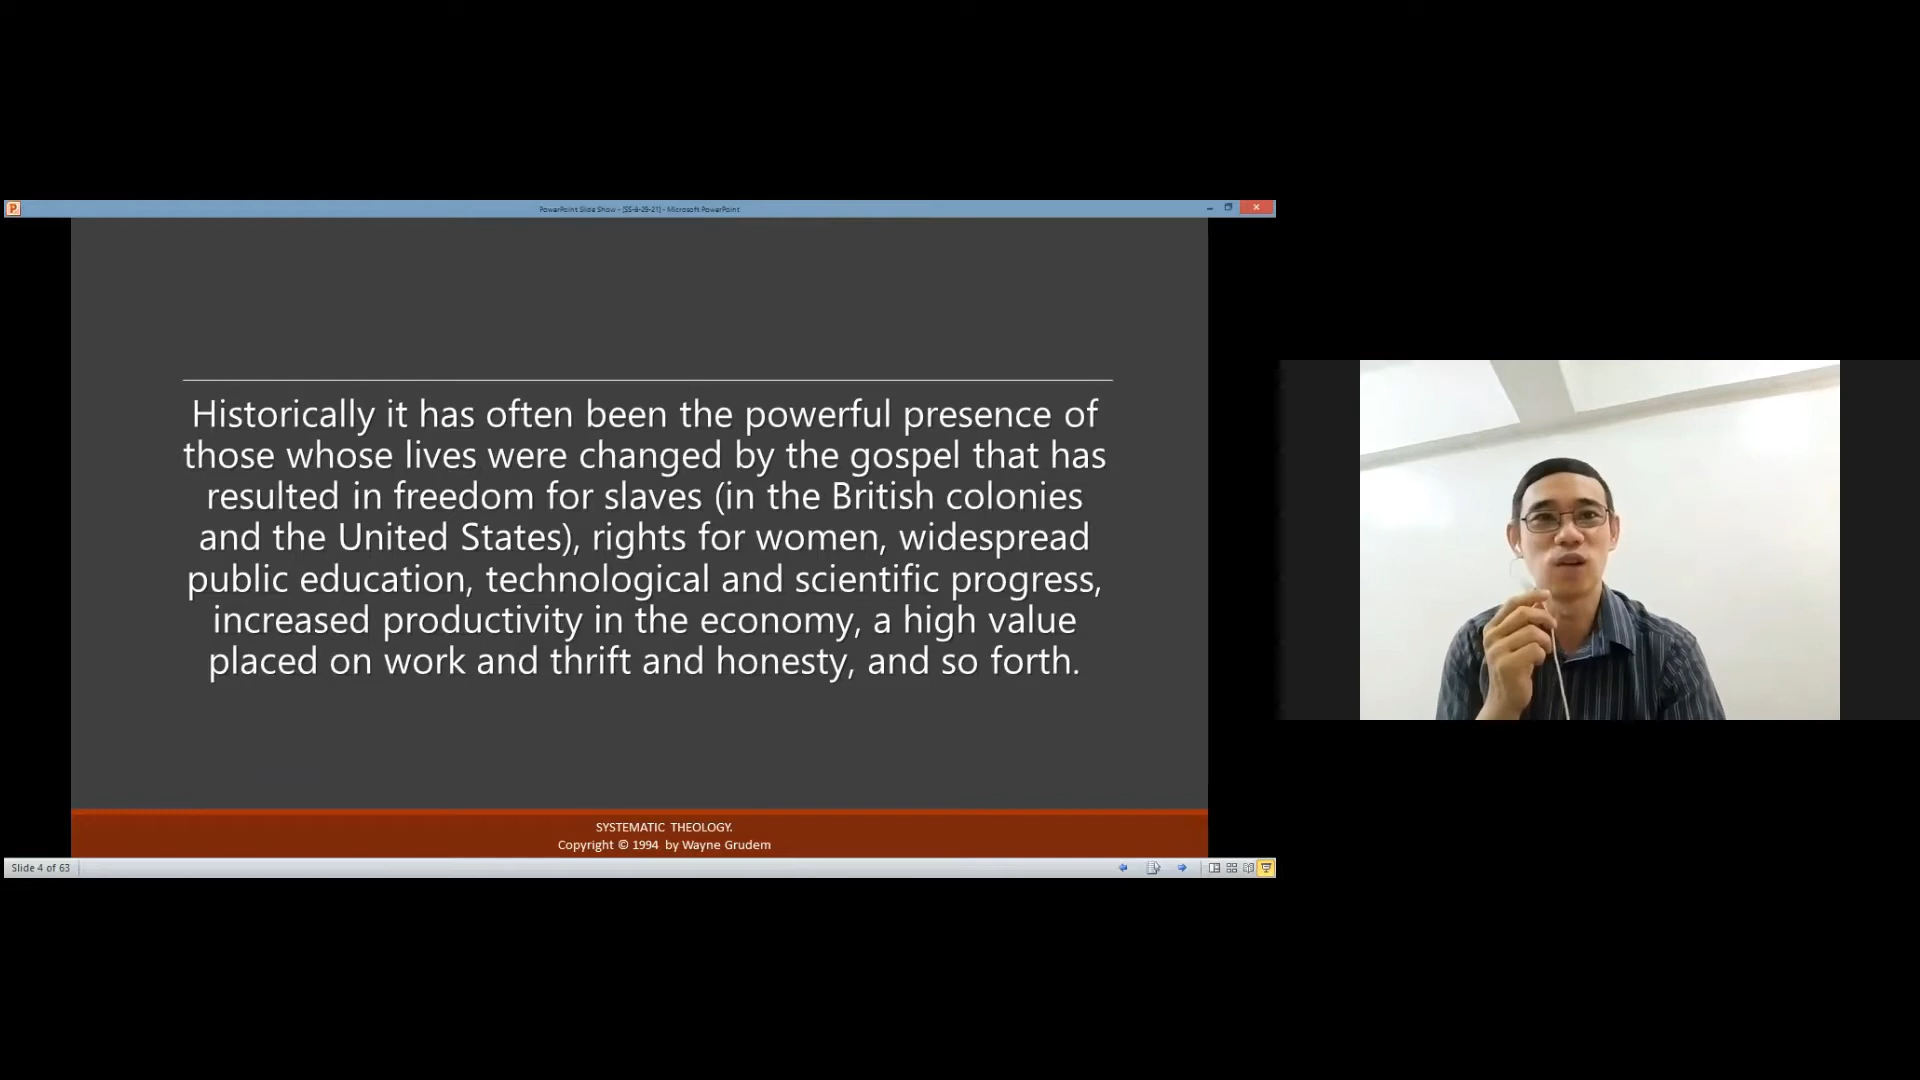 PowerPoint Slide Show - [SS-8-29-21] - Microsoft PowerPoint
Historically it has often been the powerful presence of
those whose lives were changed by the gospel that has
resulted in freedom for slaves (in the British colonies
and the United States), rights for women, widespread
public education, technological and scientific progress,
increased productivity in the economy, a high value
placed on work and thrift and honesty, and so forth.
SYSTEMATIC THEOLOGY.
Copyright © 1994 by Wayne Grudem
Slide 4 of 63